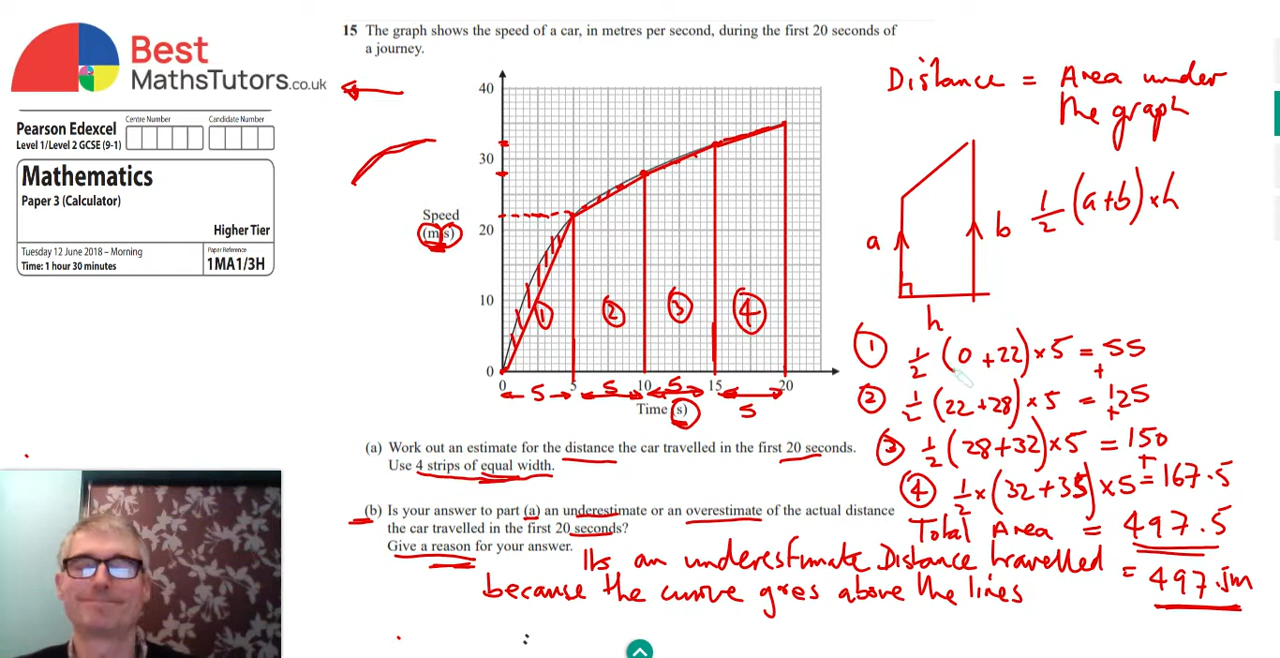 Best
MathsTutors.co.uk
Pearson Edexcel
Level 1/Level 2 GCSE (9-1)
Centre Number
Candidate Number
Mathematics
Paper 3 (Calculator)
Higher Tier
Tuesday 12 June 2018 – Morning
Time: 1 hour 30 minutes
Paper Reference
1MA1/3H
15 The graph shows the speed of a car, in metres per second, during the first 20 seconds of
a journey.
40
30
Speed
(m/s)
20
10
0
0 5 10 15 20
1 2 3 4
5 5 5 5
Time (s)
(a) Work out an estimate for the distance the car travelled in the first 20 seconds.
Use 4 strips of equal width.
(b) Is your answer to part (a) an underestimate or an overestimate of the actual distance
the car travelled in the first 20 seconds?
Give a reason for your answer.
Its an underestimate
because the curve goes above the lines
Distance = Area under
the graph
a b h
1/2 (a+b) × h
1 1/2 (0 + 22) × 5 = 55
+
2 1/2 (22 + 28) × 5 = 125
+
3 1/2 (28 + 32) × 5 = 150
+
4 1/2 × (32 + 35) × 5 = 167.5
Total Area = 497.5
Distance travelled
= 497.5m